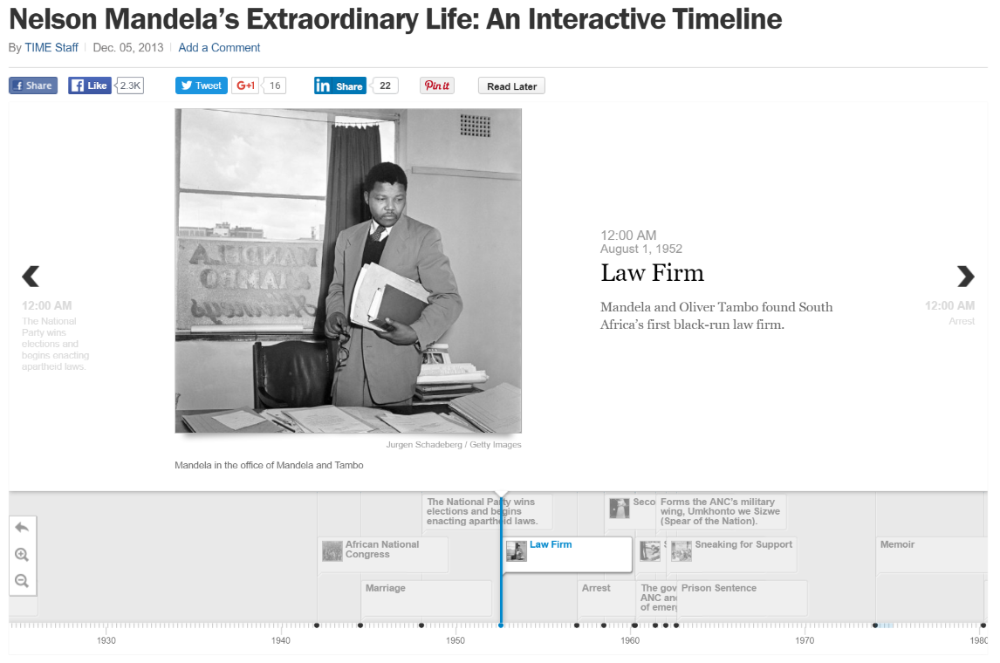 Nelson Mandela’s Extraordinary Life: An Interactive Timeline
By TIME Staff | Dec. 05, 2013 | Add a Comment
Share
Like 2.3K
Tweet
G+1 16
in Share 22
Pin it
Read Later
MANDELA
TAMBO
12:00 AM
The National
Party wins
elections and
begins enacting
apartheid laws.
12:00 AM
August 1, 1952
Law Firm
Mandela and Oliver Tambo found South
Africa’s first black-run law firm.
12:00 AM
Arrest
Jurgen Schadeberg / Getty Images
Mandela in the office of Mandela and Tambo
The National Party wins
elections and begins
enacting apartheid laws.
Seco
Forms the ANC’s military
wing, Umkhonto we Sizwe
(Spear of the Nation).
African National
Congress
Law Firm
S
Sneaking for Support
Memoir
Marriage
Arrest
The gov
ANC and
of emer
Prison Sentence
1930 1940 1950 1960 1970 1980